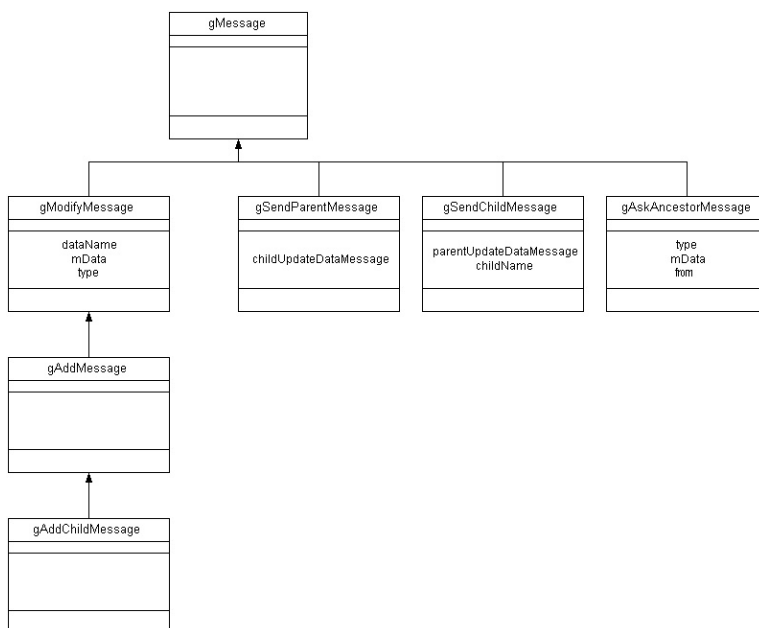 gMessage
gModifyMessage
dataName
mData
type
gSendParentMessage
childUpdateDataMessage
gSendChildMessage
parentUpdateDataMessage
childName
gAskAncestorMessage
type
mData
from
gAddMessage
gAddChildMessage